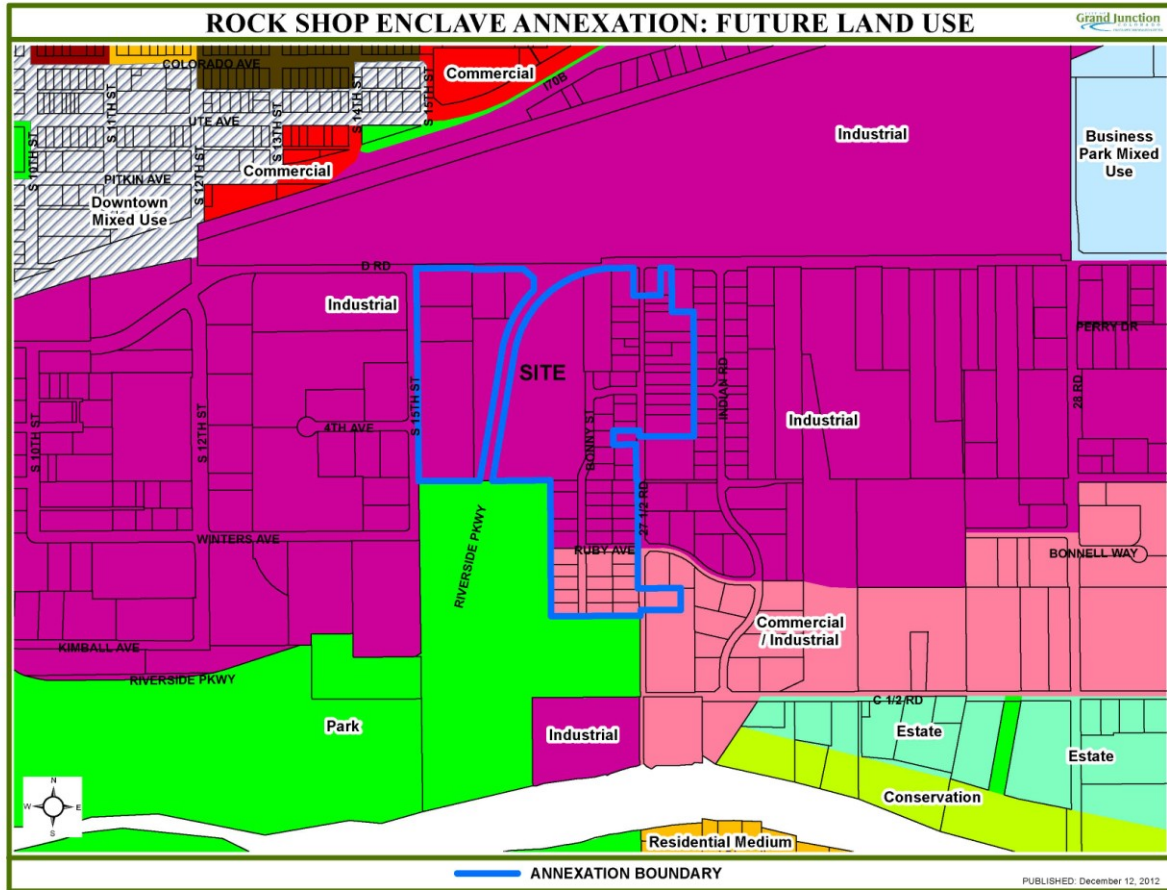 ROCK SHOP ENCLAVE ANNEXATION: FUTURE LAND USE
Grand Junction
COLORADO
COLORADO AVE
Commercial
S 14TH ST
S 15TH ST
I70B
S 11TH ST
UTE AVE
S 13TH ST
Industrial
Business
Park Mixed
Use
S 10TH ST
PITKIN AVE
S 12TH ST
Commercial
Downtown
Mixed Use
D RD
Industrial
PERRY DR
SITE
S 15TH ST
INDIAN RD
28 RD
S 10TH ST
S 12TH ST
4TH AVE
BONNY ST
Industrial
27 1/2 RD
WINTERS AVE
RIVERSIDE PKWY
RUBY AVE
BONNELL WAY
KIMBALL AVE
Commercial
/ Industrial
RIVERSIDE PKWY
C 1/2 RD
Park
Industrial
Estate
Estate
Conservation
N
W
E
S
Residential Medium
ANNEXATION BOUNDARY
PUBLISHED: December 12, 2012